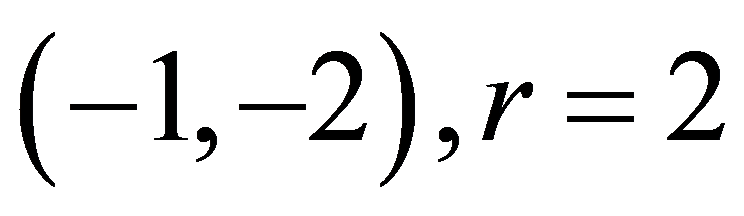 (−1,−2), r = 2